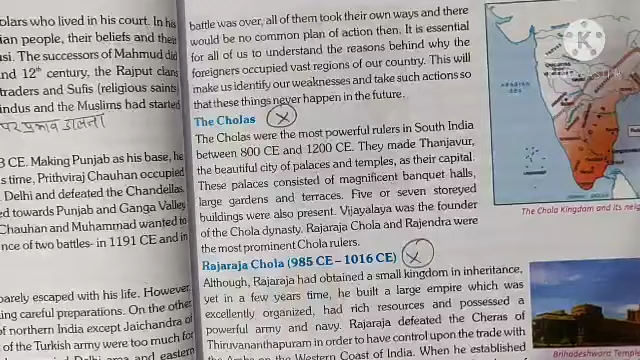 olars who lived in his court. In his
ian people, their beliefs and their
usi. The successors of Mahmud did
nd 12th century, the Rajput clans
traders and Sufis (religious saints)
indus and the Muslims had started
पर प्रभाव डालना
3 CE. Making Punjab as his base, he
s time, Prithviraj Chauhan occupied
Delhi and defeated the Chandellas
ed towards Punjab and Ganga Valley
Chauhan and Muhammad wanted to
nce of two battles- in 1191 CE and in
barely escaped with his life. However,
ing careful preparations. On the other
of northern India except Jaichandra of
of the Turkish army were too much for
and eastern
battle was over, all of them took their own ways and there
would be no common plan of action then. It is essential
for all of us to understand the reasons behind why the
foreigners occupied vast regions of our country. This will
make us identify our weaknesses and take such actions so
that these things never happen in the future.
The Cholas
The Cholas were the most powerful rulers in South India
between 800 CE and 1200 CE. They made Thanjavur,
the beautiful city of palaces and temples, as their capital.
These palaces consisted of magnificent banquet halls,
large gardens and terraces. Five or seven storeyed
buildings were also present. Vijayalaya was the founder
of the Chola dynasty. Rajaraja Chola and Rajendra were
the most prominent Chola rulers.
Rajaraja Chola (985 CE – 1016 CE)
Although, Rajaraja had obtained a small kingdom in inheritance,
yet in a few years time, he built a large empire which was
excellently organized, had rich resources and possessed a
powerful army and navy. Rajaraja defeated the Cheras of
Thiruvananthapuram in order to have control upon the trade with
on the Western Coast of India. When he established
The Chola Kingdom and its neig
Brihadeshwara Temple